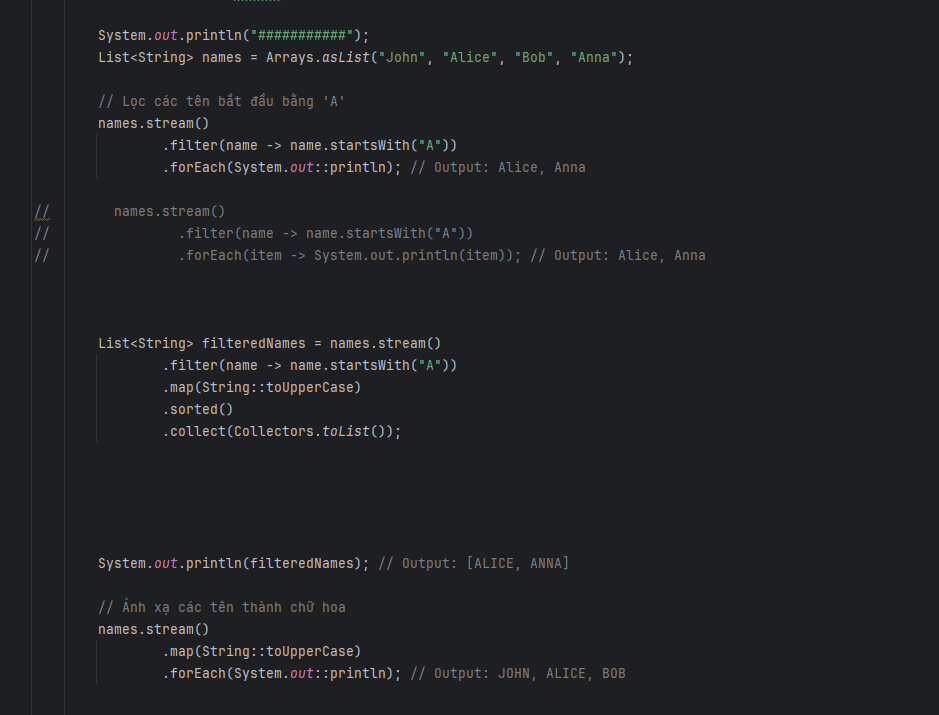 System.out.println("###########");
List<String> names = Arrays.asList("John", "Alice", "Bob", "Anna");
// Lọc các tên bắt đầu bằng 'A'
names.stream()
.filter(name -> name.startsWith("A"))
.forEach(System.out::println); // Output: Alice, Anna
// names.stream()
// .filter(name -> name.startsWith("A"))
// .forEach(item -> System.out.println(item)); // Output: Alice, Anna
List<String> filteredNames = names.stream()
.filter(name -> name.startsWith("A"))
.map(String::toUpperCase)
.sorted()
.collect(Collectors.toList());
System.out.println(filteredNames); // Output: [ALICE, ANNA]
// Ánh xạ các tên thành chữ hoa
names.stream()
.map(String::toUpperCase)
.forEach(System.out::println); // Output: JOHN, ALICE, BOB